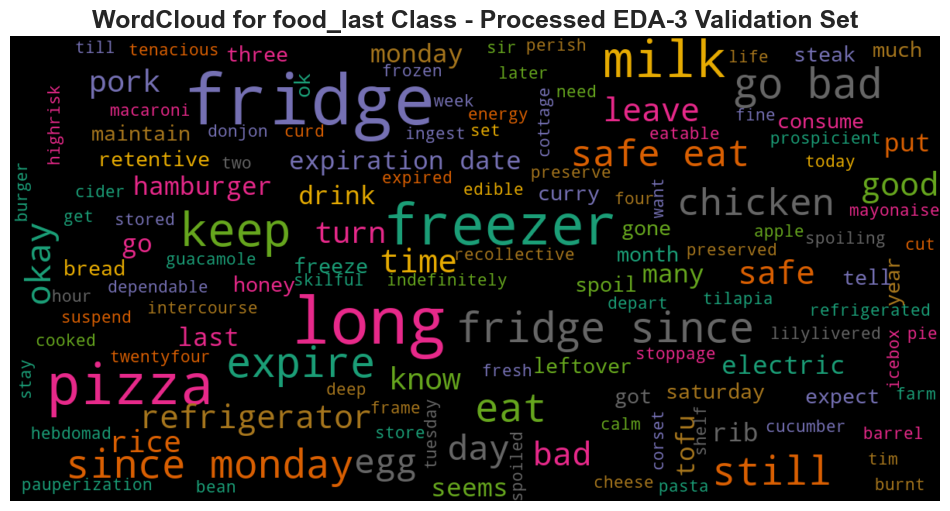 WordCloud for food_last Class - Processed EDA-3 Validation Set
till tenacious three monday sir perish milk life steak much
pork fridge ok frozen later go bad
highrisk macaroni week energy need leave fine consume
maintain donjon curd ingest set cottage eatable prospicient put
retentive two expiration date safe eat today
burger cider hamburger drink expired edible preserve curry four want chicken good
get stored keep turn freezer gone apple spoiling mayonaise cut
okay go guacamole time recollective month preserved
bread dependable honey freeze skilful indefinitely spoil many safe tell year
hour intercourse long depart tilapia refrigerated
suspend last fridge since lilylivered pie
cooked twentyfour expire stoppage icebox
stay pizza deep know fresh leftover electric
refrigerator frame eat got saturday expect farm
hebdomad rice store tuesday day calm corset tofu shelf rib cucumber barrel
since monday egg spoiled bad still tim
pauperization bean seems cheese pasta burnt